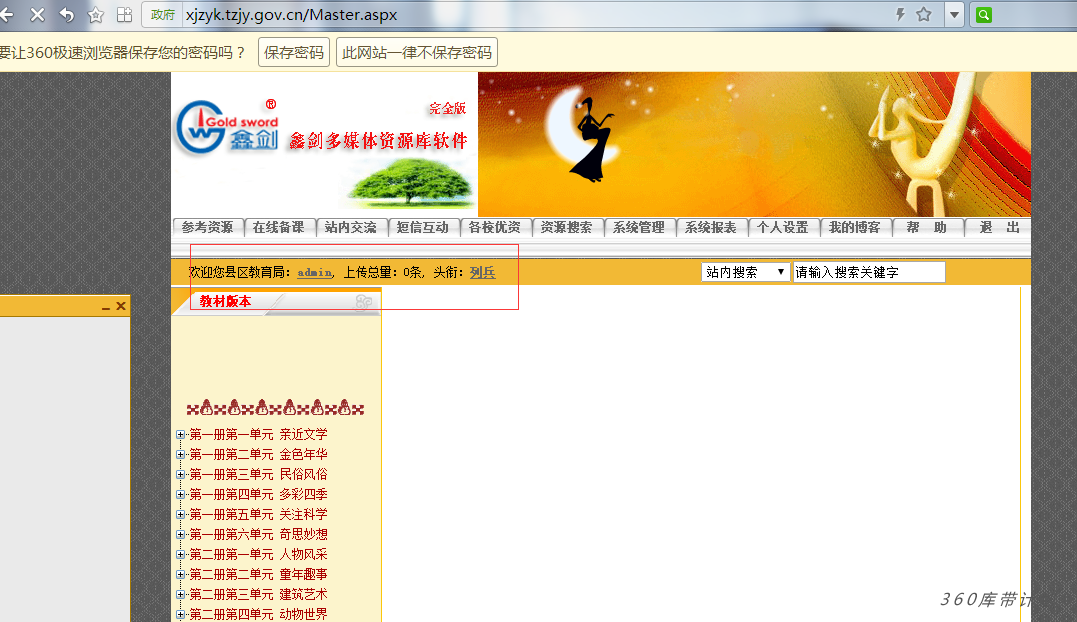 政府 xjzyk.tzjy.gov.cn/Master.aspx
要让360极速浏览器保存您的密码吗？ 保存密码 此网站一律不保存密码
Gold sword ® 鑫剑
完全版
鑫剑多媒体资源库软件
参考资源 在线备课 站内交流 短信互动 各校优资 资源搜索 系统管理 系统报表 个人设置 我的博客 帮 助 退 出
欢迎您县区教育局：admin，上传总量：0条，头衔：列兵 站内搜索 请输入搜索关键字
教材版本
第一册第一单元 亲近文学
第一册第二单元 金色年华
第一册第三单元 民俗风俗
第一册第四单元 多彩四季
第一册第五单元 关注科学
第一册第六单元 奇思妙想
第二册第一单元 人物风采
第二册第二单元 童年趣事
第二册第三单元 建筑艺术
第二册第四单元 动物世界
360库带计